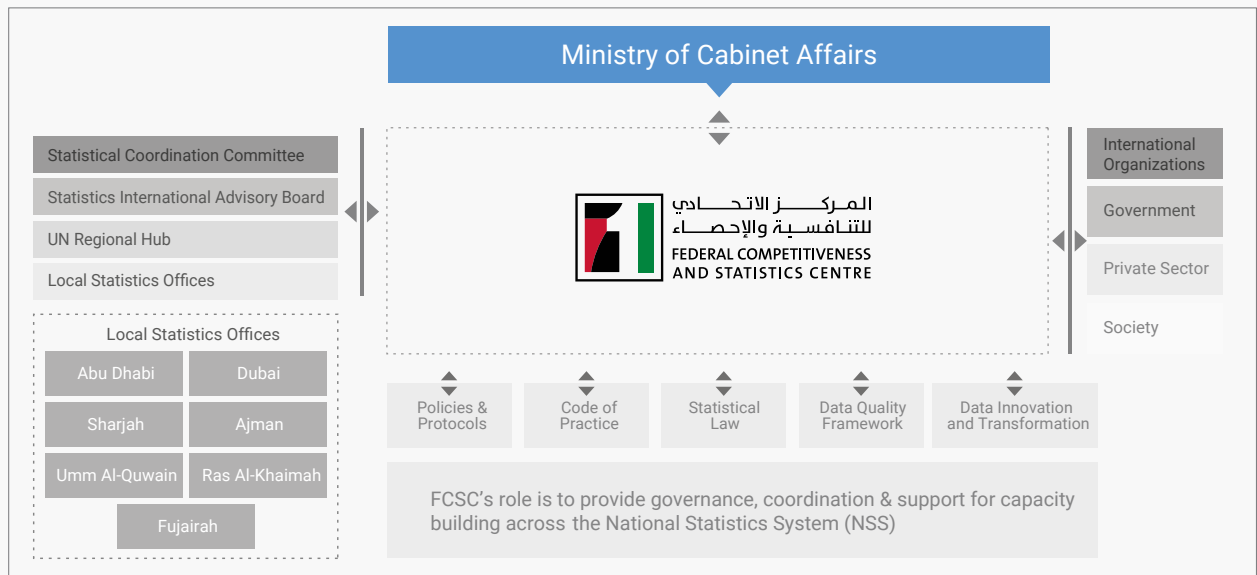 Ministry of Cabinet Affairs
Statistical Coordination Committee
Statistics International Advisory Board
UN Regional Hub
Local Statistics Offices
Local Statistics Offices
Abu Dhabi
Dubai
Sharjah
Ajman
Umm Al-Quwain
Ras Al-Khaimah
Fujairah
المركز الاتحادي
للتنافسية والإحصاء
FEDERAL COMPETITIVENESS
AND STATISTICS CENTRE
International
Organizations
Government
Private Sector
Society
Policies &
Protocols
Code of
Practice
Statistical
Law
Data Quality
Framework
Data Innovation
and Transformation
FCSC's role is to provide governance, coordination & support for capacity
building across the National Statistics System (NSS)